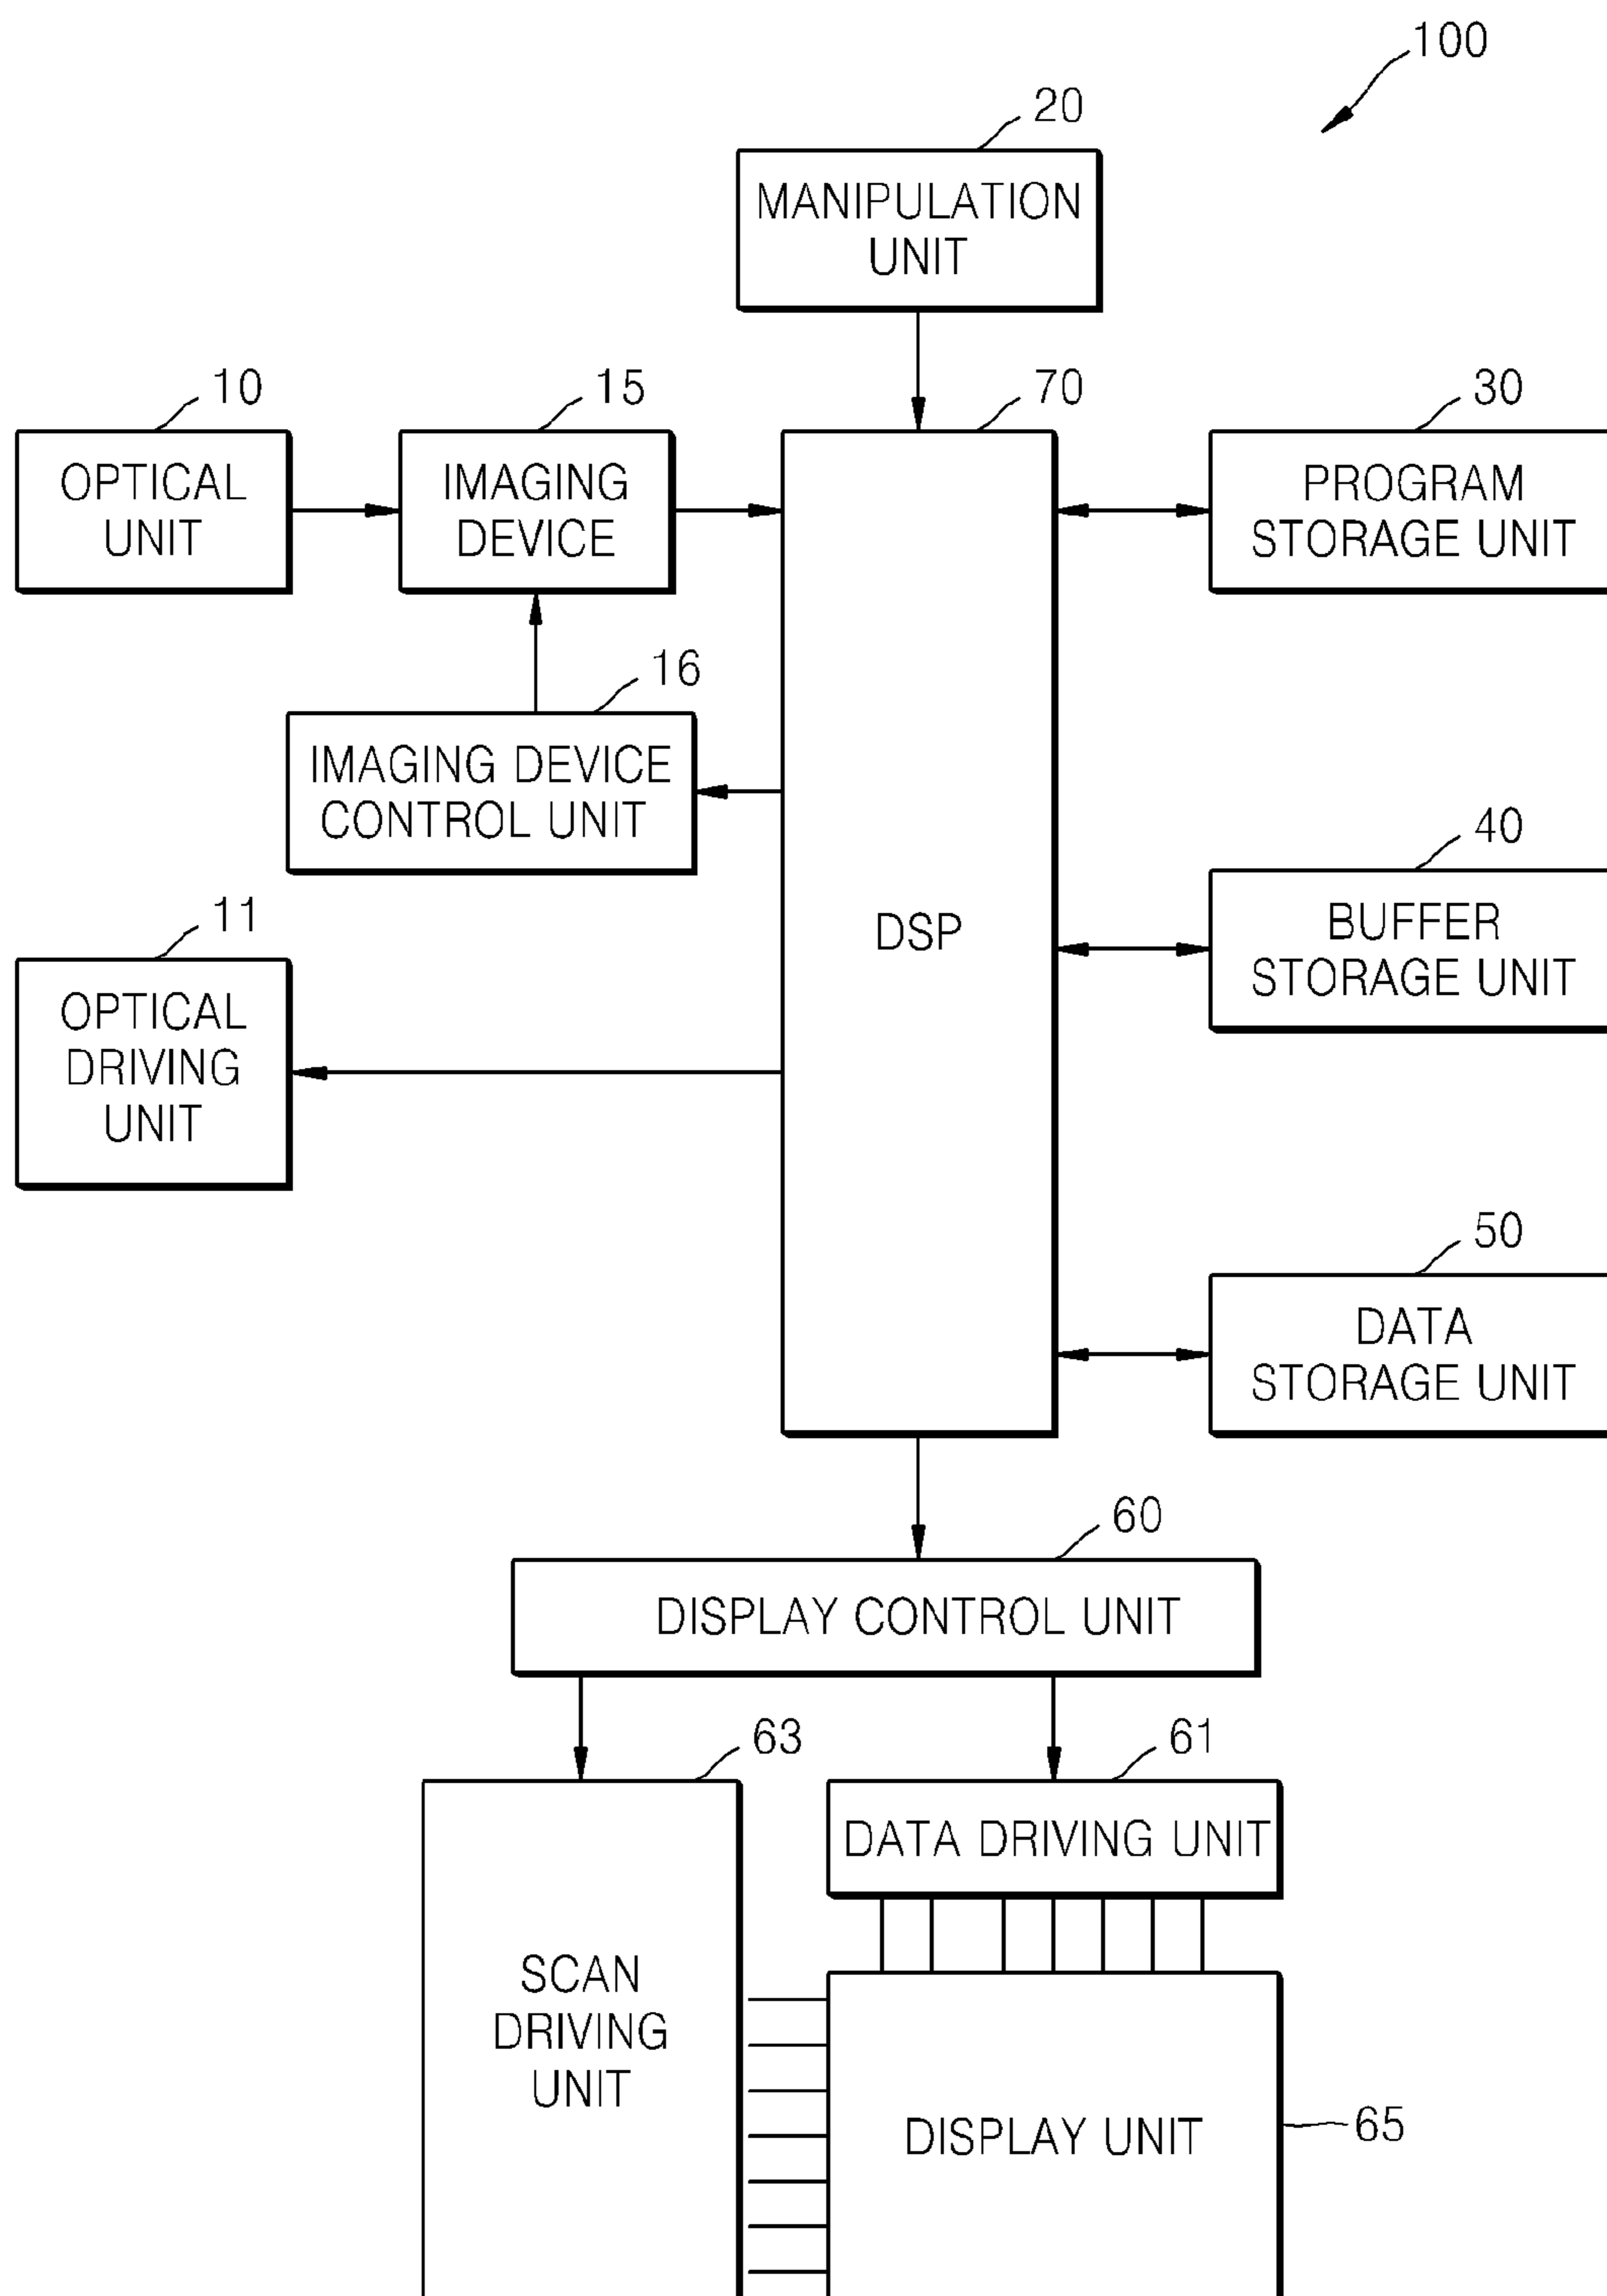 100
20
MANIPULATION
UNIT
10
OPTICAL
UNIT
15
IMAGING
DEVICE
70
DSP
30
PROGRAM
STORAGE UNIT
16
IMAGING DEVICE
CONTROL UNIT
40
BUFFER
STORAGE UNIT
11
OPTICAL
DRIVING
UNIT
50
DATA
STORAGE UNIT
60
DISPLAY CONTROL UNIT
63
SCAN
DRIVING
UNIT
61
DATA DRIVING UNIT
DISPLAY UNIT
65